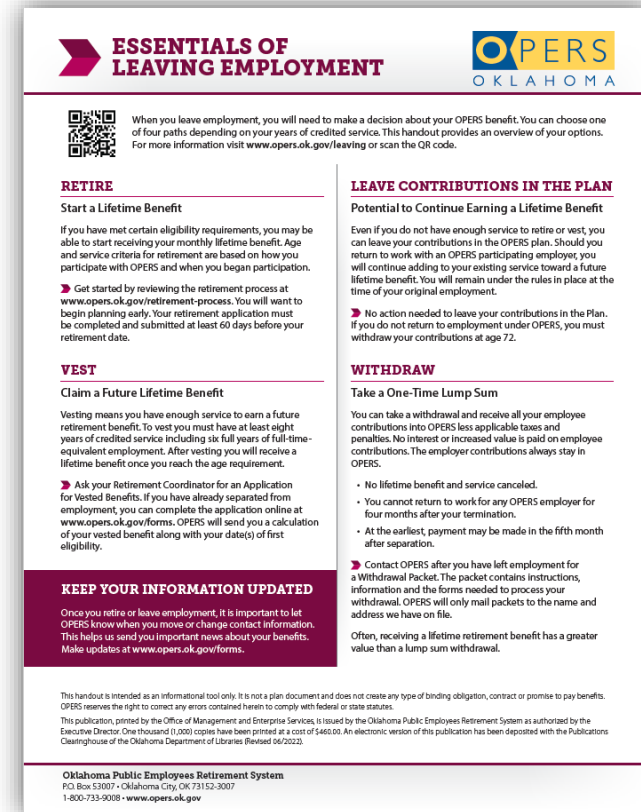 ESSENTIALS OF
LEAVING EMPLOYMENT
OPERS
OKLAHOMA
When you leave employment, you will need to make a decision about your OPERS benefit. You can choose one
of four paths depending on your years of credited service. This handout provides an overview of your options.
For more information visit www.opers.ok.gov/leaving or scan the QR code.
RETIRE
Start a Lifetime Benefit
If you have met certain eligibility requirements, you may be
able to start receiving your monthly lifetime benefit. Age
and service criteria for retirement are based on how you
participate with OPERS and when you began participation.
Get started by reviewing the retirement process at
www.opers.ok.gov/retirement-process. You will want to
begin planning early. Your retirement application must
be completed and submitted at least 60 days before your
retirement date.
VEST
Claim a Future Lifetime Benefit
Vesting means you have enough service to earn a future
retirement benefit. To vest you must have at least eight
years of credited service including six full years of full-time-
equivalent employment. After vesting you will receive a
lifetime benefit once you reach the age requirement.
Ask your Retirement Coordinator for an Application
for Vested Benefits. If you have already separated from
employment, you can complete the application online at
www.opers.ok.gov/forms. OPERS will send you a calculation
of your vested benefit along with your date(s) of first
eligibility.
KEEP YOUR INFORMATION UPDATED
Once you retire or leave employment, it is important to let
OPERS know when you move or change contact information.
This helps us send you important news about your benefits.
Make updates at www.opers.ok.gov/forms.
LEAVE CONTRIBUTIONS IN THE PLAN
Potential to Continue Earning a Lifetime Benefit
Even if you do not have enough service to retire or vest, you
can leave your contributions in the OPERS plan. Should you
return to work with an OPERS participating employer, you
will continue adding to your existing service toward a future
lifetime benefit. You will remain under the rules in place at the
time of your original employment.
No action needed to leave your contributions in the Plan.
If you do not return to employment under OPERS, you must
withdraw your contributions at age 72.
WITHDRAW
Take a One-Time Lump Sum
You can take a withdrawal and receive all your employee
contributions into OPERS less applicable taxes and
penalties. No interest or increased value is paid on employee
contributions. The employer contributions always stay in
OPERS.
• No lifetime benefit and service canceled.
• You cannot return to work for any OPERS employer for
four months after your termination.
• At the earliest, payment may be made in the fifth month
after separation.
Contact OPERS after you have left employment for
a Withdrawal Packet. The packet contains instructions,
information and the forms needed to process your
withdrawal. OPERS will only mail packets to the name and
address we have on file.
Often, receiving a lifetime retirement benefit has a greater
value than a lump sum withdrawal.
This handout is intended as an informational tool only. It is not a plan document and does not create any type of binding obligation, contract or promise to pay benefits.
OPERS reserves the right to correct any errors contained herein to comply with federal or state statutes.
This publication, printed by the Office of Management and Enterprise Services, is issued by the Oklahoma Public Employees Retirement System as authorized by the
Executive Director. One thousand (1,000) copies have been printed at a cost of $460.00. An electronic version of this publication has been deposited with the Publications
Clearinghouse of the Oklahoma Department of Libraries (Revised 06/2022).
Oklahoma Public Employees Retirement System
P.O. Box 53007 • Oklahoma City, OK 73152-3007
1-800-733-9008 • www.opers.ok.gov